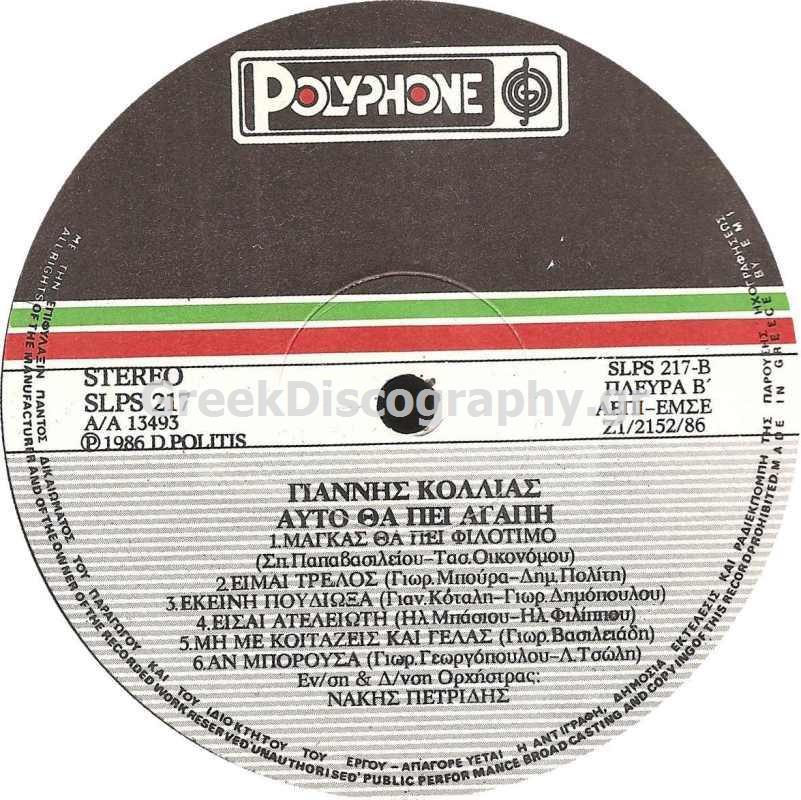 POLYPHONE
STEREO
SLPS 217
A/A 13493
Ⓟ 1986 D.POLITIS
SLPS 217-B
ΠΛΕΥΡΑ Β΄
ΑΕΠΙ-ΕΜΣΕ
Ζ1/2152/86
GreekDiscography.gr
ΓΙΑΝΝΗΣ ΚΟΛΛΙΑΣ
ΑΥΤΟ ΘΑ ΠΕΙ ΑΓΑΠΗ
1.ΜΑΓΚΑΣ ΘΑ ΠΕΙ ΦΙΛΟΤΙΜΟ
(Σπ.Παπαβασιλείου-Τασ.Οικονόμου)
2.ΕΙΜΑΙ ΤΡΕΛΟΣ (Γιωρ.Μπούρα-Δημ.Πολίτη)
3.ΕΚΕΙΝΗ ΠΟΥΔΙΩΞΑ (Γιαν.Κόταλη-Γιωρ.Δημόπουλου)
4.ΕΙΣΑΙ ΑΤΕΛΕΙΩΤΗ (Ηλ.Μπάσιου-Ηλ.Φιλίππου)
5.ΜΗ ΜΕ ΚΟΙΤΑΖΕΙΣ ΚΑΙ ΓΕΛΑΣ (Γιωρ.Βασιλειάδη)
6.ΑΝ ΜΠΟΡΟΥΣΑ (Γιωρ.Γεωργόπουλου-Λ.Τσώλη)
Εν/ση & Δ/νση Ορχήστρας:
ΝΑΚΗΣ ΠΕΤΡΙΔΗΣ
ΜΕ ΤΗΝ ΕΠΙΦΥΛΑΞΙΝ ΠΑΝΤΟΣ ΔΙΚΑΙΩΜΑΤΟΣ ΤΟΥ ΠΑΡΑΓΩΓΟΥ ΚΑΙ ΤΟΥ ΙΔΙΟΚΤΗΤΟΥ ΤΟΥ ΕΡΓΟΥ-ΑΠΑΓΟΡΕΥΕΤΑΙ Η ΑΝΤΙΓΡΑΦΗ, ΔΗΜΟΣΙΑ ΕΚΤΕΛΕΣΙΣ ΚΑΙ ΡΑΔΙΕΚΠΟΜΠΗ ΤΗΣ ΠΑΡΟΥΣΗΣ ΗΧΟΓΡΑΦΗΣΕΩΣ
ALL RIGHTS OF THE MANUFACTURER AND OF THE OWNER OF THE RECORDED WORK RESERVED UNAUTHORISED PUBLIC PERFORMANCE BROADCASTING AND COPYING OF THIS RECORD PROHIBITED. MADE IN GREECE BY EMI